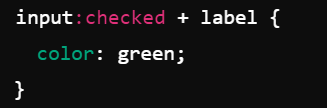 input:checked + label {
  color: green;
}